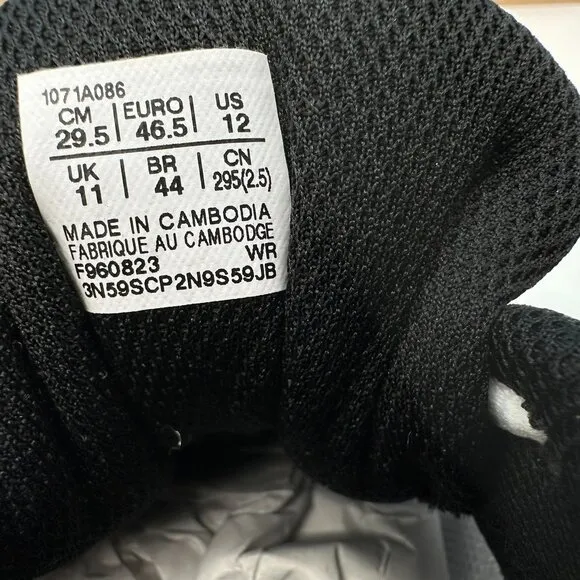 1071A086
CM | EURO | US
29.5 | 46.5 | 12
UK | BR | CN
11 | 44 | 295(2.5)
MADE IN CAMBODIA
FABRIQUE AU CAMBODGE
F960823 WR
3N59SCP2N9S59JB